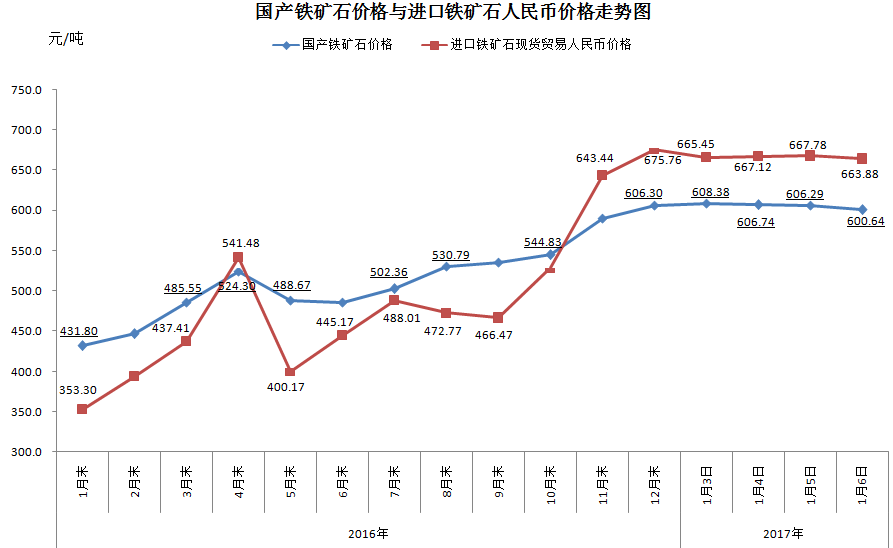 国产铁矿石价格与进口铁矿石人民币价格走势图
元/吨
国产铁矿石价格 进口铁矿石现货贸易人民币价格
750.0
700.0
650.0
600.0
550.0
500.0
450.0
400.0
350.0
300.0
431.80
485.55
524.30
488.67
502.36
530.79
544.83
606.30
608.38
606.74
606.29
600.64
353.30
437.41
541.48
400.17
445.17
488.01
472.77
466.47
643.44
675.76
665.45
667.12
667.78
663.88
1月末
2月末
3月末
4月末
5月末
6月末
7月末
8月末
9月末
10月末
11月末
12月末
1月3日
1月4日
1月5日
1月6日
2016年 2017年